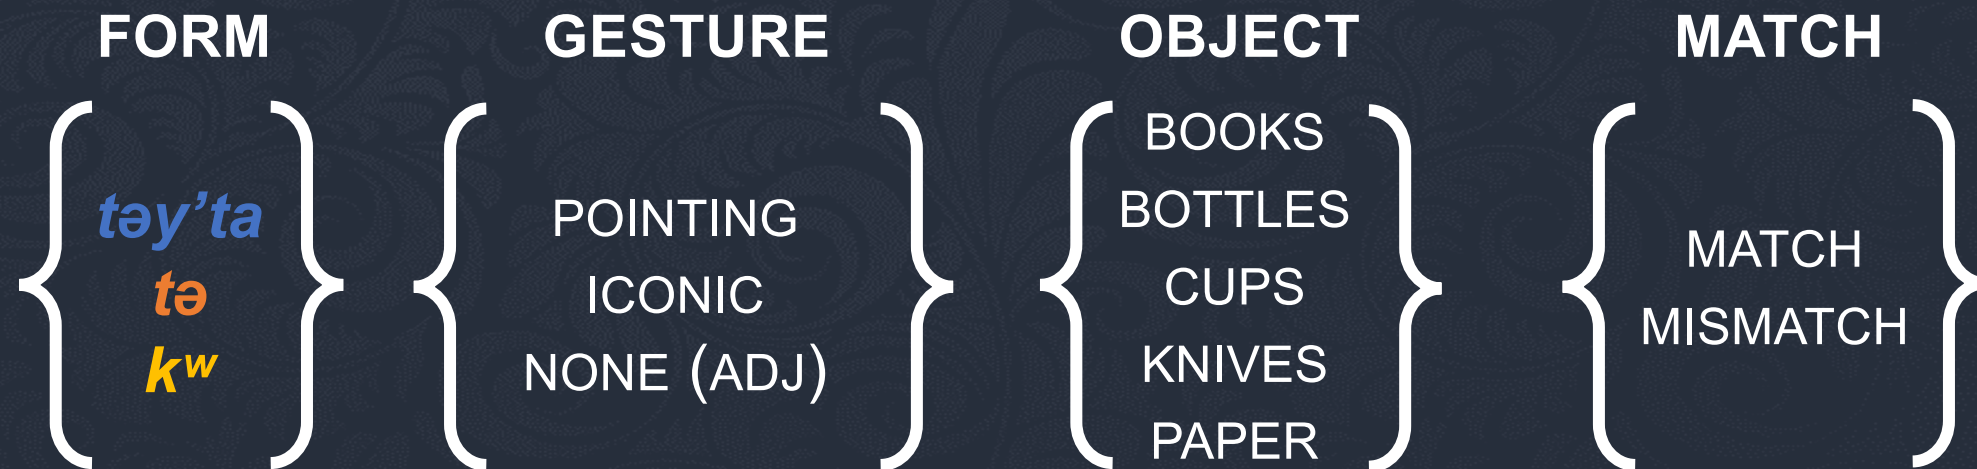 FORM
təy’ta
tə
kʷ
GESTURE
POINTING
ICONIC
NONE (ADJ)
OBJECT
BOOKS
BOTTLES
CUPS
KNIVES
PAPER
MATCH
MATCH
MISMATCH